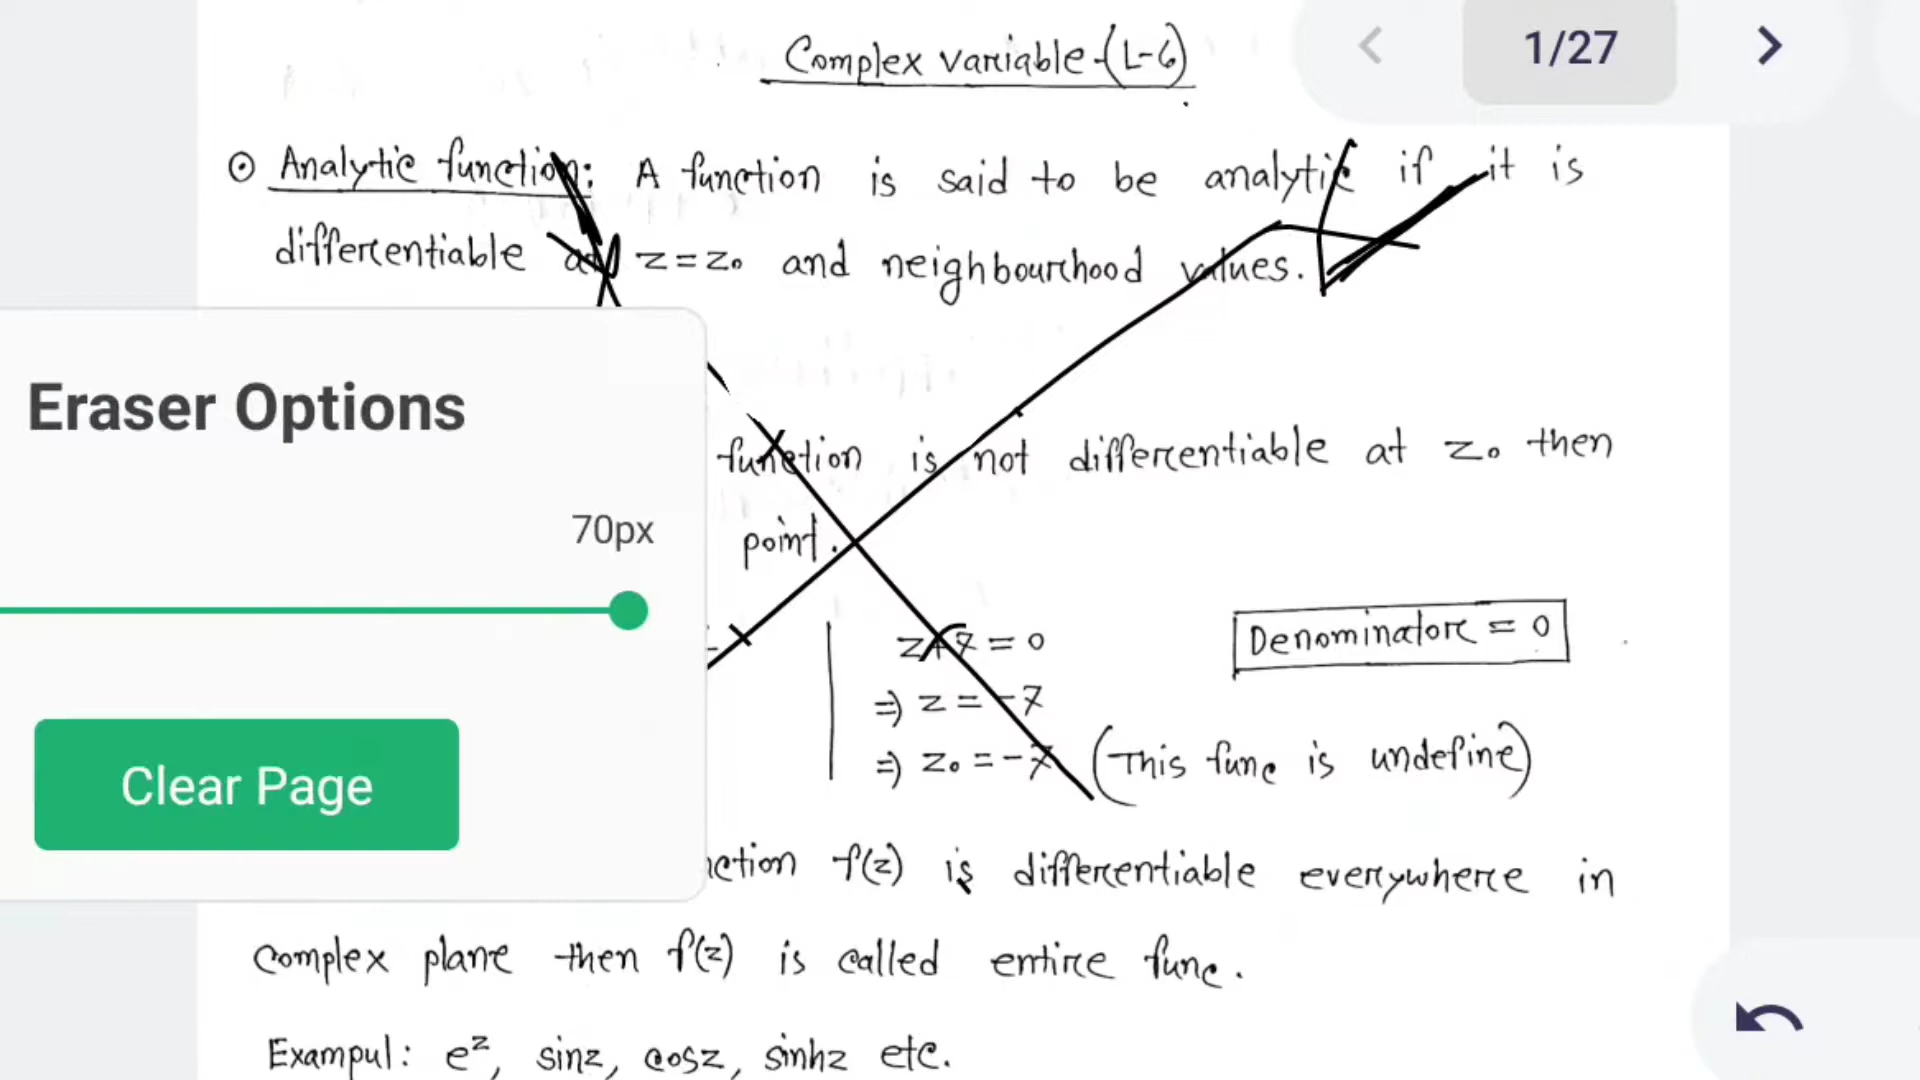 Complex variable-(L-6)
1/27
Analytic function: A function is said to be analytic if it is
differentiable at z=z₀ and neighbourhood values.
Eraser Options
function is not differentiable at z₀ then
70px
point.
z+7=0
Denominator = 0
⇒ z = -7
⇒ z₀ = -7 (This func is undefine)
Clear Page
nction f(z) is differentiable everywhere in
complex plane then f(z) is called entire func.
Exampul: eᶻ, sinz, cosz, sinhz etc.